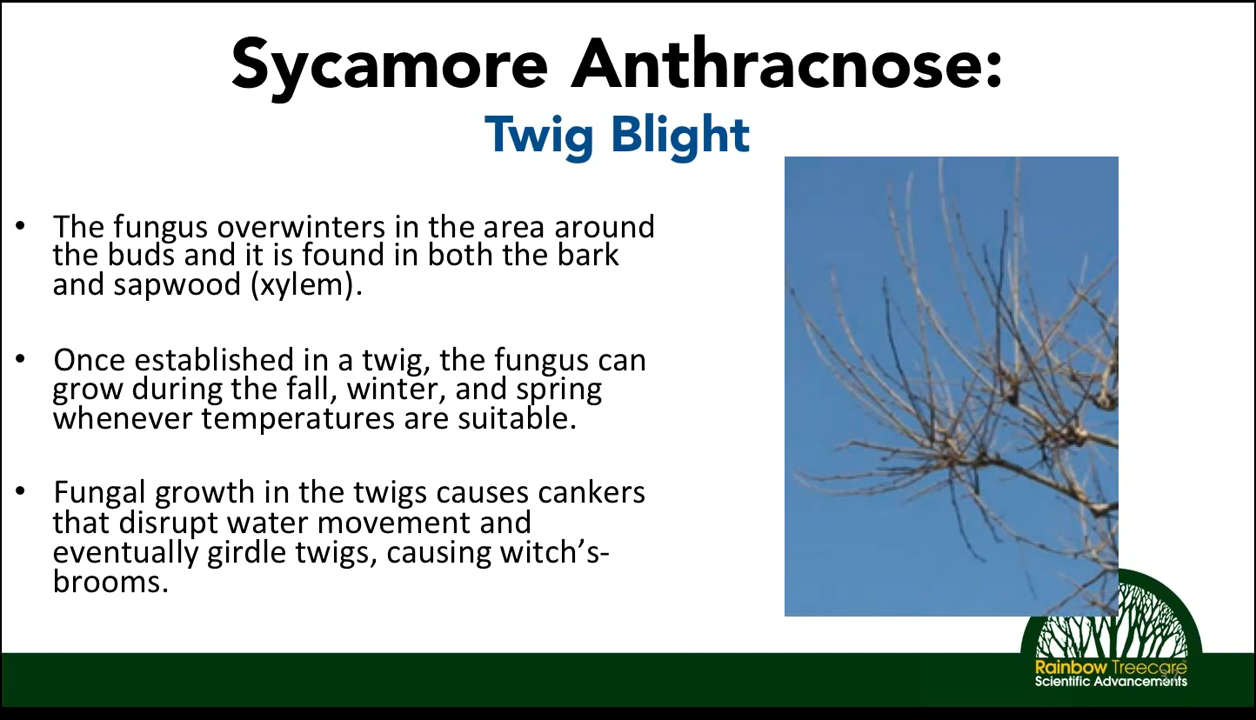 Sycamore Anthracnose:
Twig Blight
• The fungus overwinters in the area around
the buds and it is found in both the bark
and sapwood (xylem).
• Once established in a twig, the fungus can
grow during the fall, winter, and spring
whenever temperatures are suitable.
• Fungal growth in the twigs causes cankers
that disrupt water movement and
eventually girdle twigs, causing witch’s-
brooms.
Rainbow Treecare
Scientific Advancements